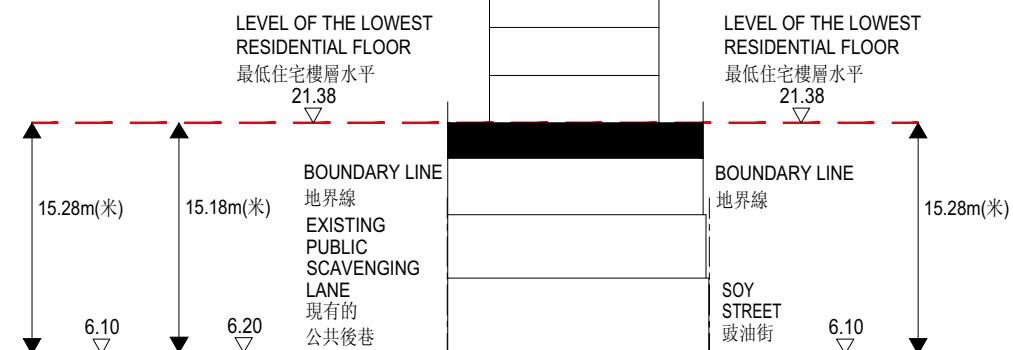 LEVEL OF THE LOWEST
RESIDENTIAL FLOOR
最低住宅樓層水平
21.38
LEVEL OF THE LOWEST
RESIDENTIAL FLOOR
最低住宅樓層水平
21.38
BOUNDARY LINE
地界線
BOUNDARY LINE
地界線
15.28m(米)
15.18m(米)
15.28m(米)
EXISTING
PUBLIC
SCAVENGING
LANE
現有的
公共後巷
SOY
STREET
豉油街
6.10
6.20
6.10